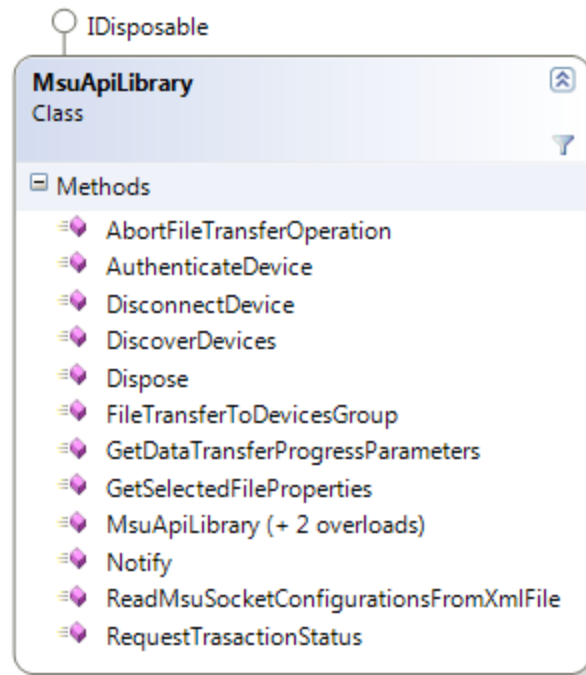 IDisposable
MsuApiLibrary
Class
Methods
AbortFileTransferOperation
AuthenticateDevice
DisconnectDevice
DiscoverDevices
Dispose
FileTransferToDevicesGroup
GetDataTransferProgressParameters
GetSelectedFileProperties
MsuApiLibrary (+ 2 overloads)
Notify
ReadMsuSocketConfigurationsFromXmlFile
RequestTrasactionStatus